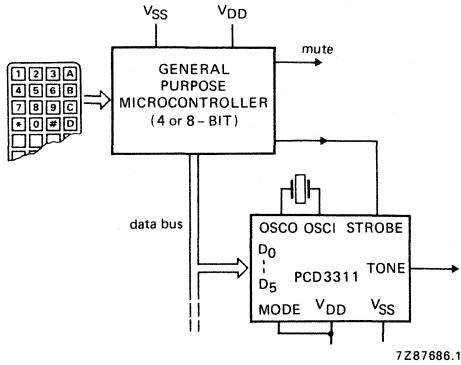 VSS VDD
mute
1 2 3 A
4 5 6 B
7 8 9 C
* 0 # D
GENERAL
PURPOSE
MICROCONTROLLER
(4 or 8-BIT)
data bus
OSCO OSCI STROBE
D0
D5
PCD3311
TONE
MODE VDD VSS
7Z87686.1